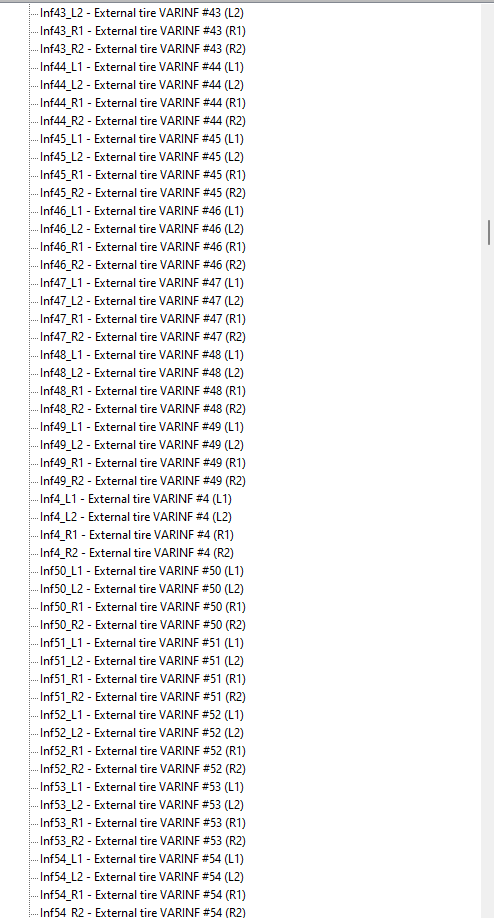 Inf43_L2 - External tire VARINF #43 (L2)
Inf43_R1 - External tire VARINF #43 (R1)
Inf43_R2 - External tire VARINF #43 (R2)
Inf44_L1 - External tire VARINF #44 (L1)
Inf44_L2 - External tire VARINF #44 (L2)
Inf44_R1 - External tire VARINF #44 (R1)
Inf44_R2 - External tire VARINF #44 (R2)
Inf45_L1 - External tire VARINF #45 (L1)
Inf45_L2 - External tire VARINF #45 (L2)
Inf45_R1 - External tire VARINF #45 (R1)
Inf45_R2 - External tire VARINF #45 (R2)
Inf46_L1 - External tire VARINF #46 (L1)
Inf46_L2 - External tire VARINF #46 (L2)
Inf46_R1 - External tire VARINF #46 (R1)
Inf46_R2 - External tire VARINF #46 (R2)
Inf47_L1 - External tire VARINF #47 (L1)
Inf47_L2 - External tire VARINF #47 (L2)
Inf47_R1 - External tire VARINF #47 (R1)
Inf47_R2 - External tire VARINF #47 (R2)
Inf48_L1 - External tire VARINF #48 (L1)
Inf48_L2 - External tire VARINF #48 (L2)
Inf48_R1 - External tire VARINF #48 (R1)
Inf48_R2 - External tire VARINF #48 (R2)
Inf49_L1 - External tire VARINF #49 (L1)
Inf49_L2 - External tire VARINF #49 (L2)
Inf49_R1 - External tire VARINF #49 (R1)
Inf49_R2 - External tire VARINF #49 (R2)
Inf4_L1 - External tire VARINF #4 (L1)
Inf4_L2 - External tire VARINF #4 (L2)
Inf4_R1 - External tire VARINF #4 (R1)
Inf4_R2 - External tire VARINF #4 (R2)
Inf50_L1 - External tire VARINF #50 (L1)
Inf50_L2 - External tire VARINF #50 (L2)
Inf50_R1 - External tire VARINF #50 (R1)
Inf50_R2 - External tire VARINF #50 (R2)
Inf51_L1 - External tire VARINF #51 (L1)
Inf51_L2 - External tire VARINF #51 (L2)
Inf51_R1 - External tire VARINF #51 (R1)
Inf51_R2 - External tire VARINF #51 (R2)
Inf52_L1 - External tire VARINF #52 (L1)
Inf52_L2 - External tire VARINF #52 (L2)
Inf52_R1 - External tire VARINF #52 (R1)
Inf52_R2 - External tire VARINF #52 (R2)
Inf53_L1 - External tire VARINF #53 (L1)
Inf53_L2 - External tire VARINF #53 (L2)
Inf53_R1 - External tire VARINF #53 (R1)
Inf53_R2 - External tire VARINF #53 (R2)
Inf54_L1 - External tire VARINF #54 (L1)
Inf54_L2 - External tire VARINF #54 (L2)
Inf54_R1 - External tire VARINF #54 (R1)
Inf54_R2 - External tire VARINF #54 (R2)